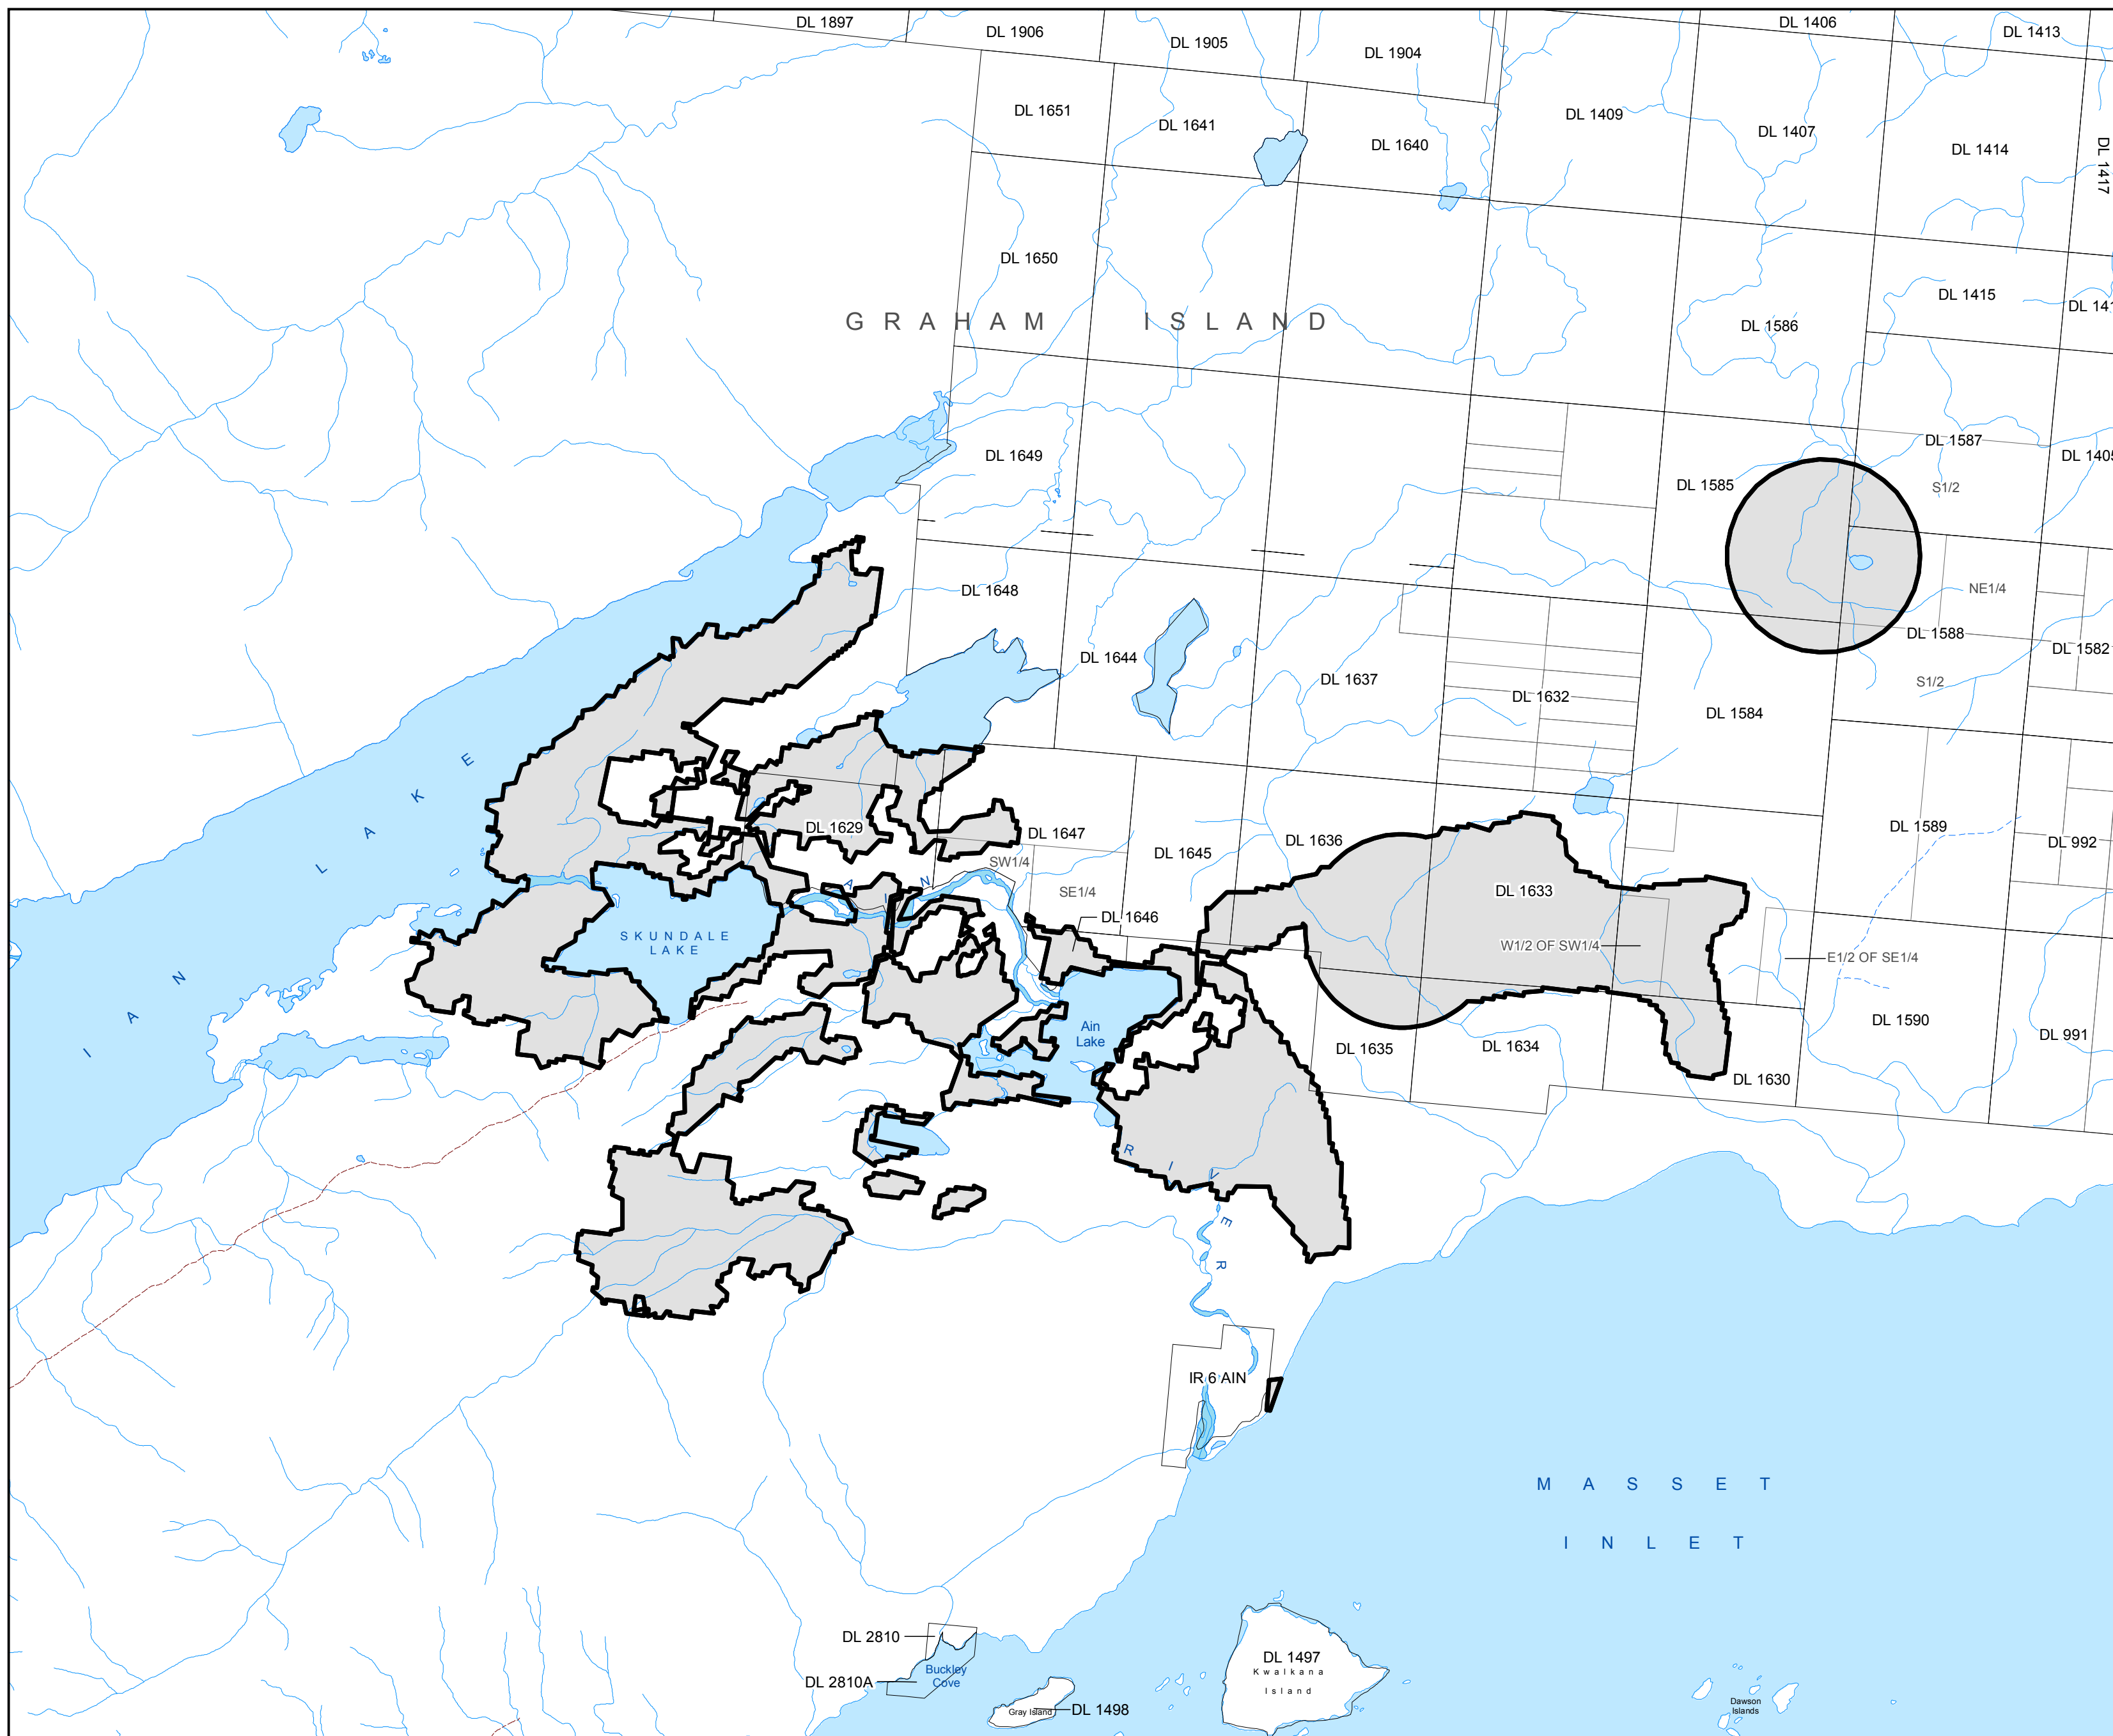 DL 1897
DL 1906
DL 1905
DL 1904
DL 1406
DL 1413
DL 1651
DL 1641
DL 1640
DL 1409
DL 1407
DL 1414
DL 1417
DL 1650
GRAHAM ISLAND
DL 1586
DL 1415
DL 141
DL 1649
DL 1585
DL 1587
S1/2
DL 1405
DL 1648
DL 1644
DL 1637
DL 1632
DL 1584
NE1/4
DL 1588
S1/2
DL 1582
IAN LAKE
DL 1629
DL 1647
SW1/4
SE1/4
DL 1645
DL 1636
DL 1589
DL 992
DL 1646
DL 1633
W1/2 OF SW1/4
E1/2 OF SE1/4
SKUNDALE
LAKE
AIN
RIVER
Ain
Lake
DL 1635
DL 1634
DL 1630
DL 1590
DL 991
IR 6 AIN
MASSET
INLET
DL 2810
DL 2810A
Buckley
Cove
Gray Island
DL 1498
DL 1497
Kwalkana
Island
Dawson
Islands